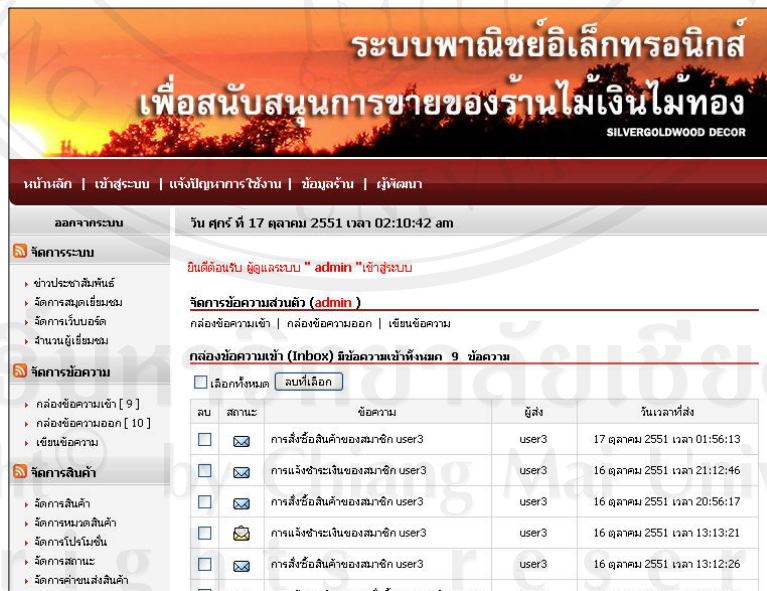 ระบบพาณิชย์อิเล็กทรอนิกส์
เพื่อสนับสนุนการขายของร้านไม้เงินไม้ทอง
SILVERGOLDWOOD DECOR
หน้าหลัก | เข้าสู่ระบบ | แจ้งปัญหาการใช้งาน | ข้อมูลร้าน | ผู้พัฒนา
ออกจากระบบ
วัน ศุกร์ ที่ 17 ตุลาคม 2551 เวลา 02:10:42 am
จัดการระบบ
ข่าวประชาสัมพันธ์
จัดการสมุดเยี่ยมชม
จัดการเว็บบอร์ด
จำนวนผู้เยี่ยมชม
จัดการข้อความ
กล่องข้อความเข้า [ 9 ]
กล่องข้อความออก [ 10 ]
เขียนข้อความ
จัดการสินค้า
จัดการสินค้า
จัดการหมวดสินค้า
จัดการโปรโมชั่น
จัดการสถานะ
จัดการค่าขนส่งสินค้า
ยินดีต้อนรับ ผู้ดูแลระบบ " admin "เข้าสู่ระบบ
จัดการข้อความส่วนตัว (admin )
กล่องข้อความเข้า | กล่องข้อความออก | เขียนข้อความ
กล่องข้อความเข้า (Inbox) มีข้อความเข้าทั้งหมด 9 ข้อความ
เลือกทั้งหมด ลบที่เลือก
ลบ สถานะ ข้อความ ผู้ส่ง วันเวลาที่ส่ง
การสั่งซื้อสินค้าของสมาชิก user3 user3 17 ตุลาคม 2551 เวลา 01:56:13
การแจ้งชำระเงินของสมาชิก user3 user3 16 ตุลาคม 2551 เวลา 21:12:46
การสั่งซื้อสินค้าของสมาชิก user3 user3 16 ตุลาคม 2551 เวลา 20:56:17
การแจ้งชำระเงินของสมาชิก user3 user3 16 ตุลาคม 2551 เวลา 13:13:21
การสั่งซื้อสินค้าของสมาชิก user3 user3 16 ตุลาคม 2551 เวลา 13:12:26